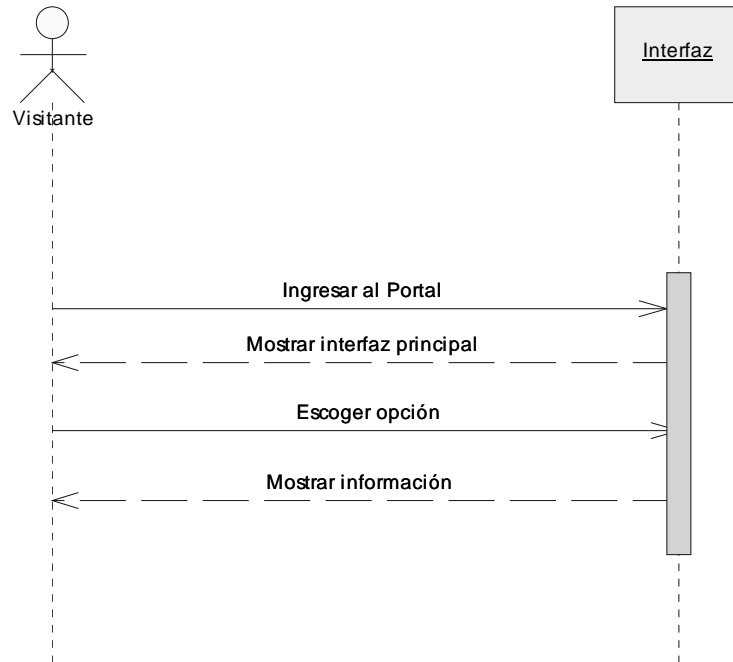 Visitante
Interfaz
Ingresar al Portal
Mostrar interfaz principal
Escoger opción
Mostrar información